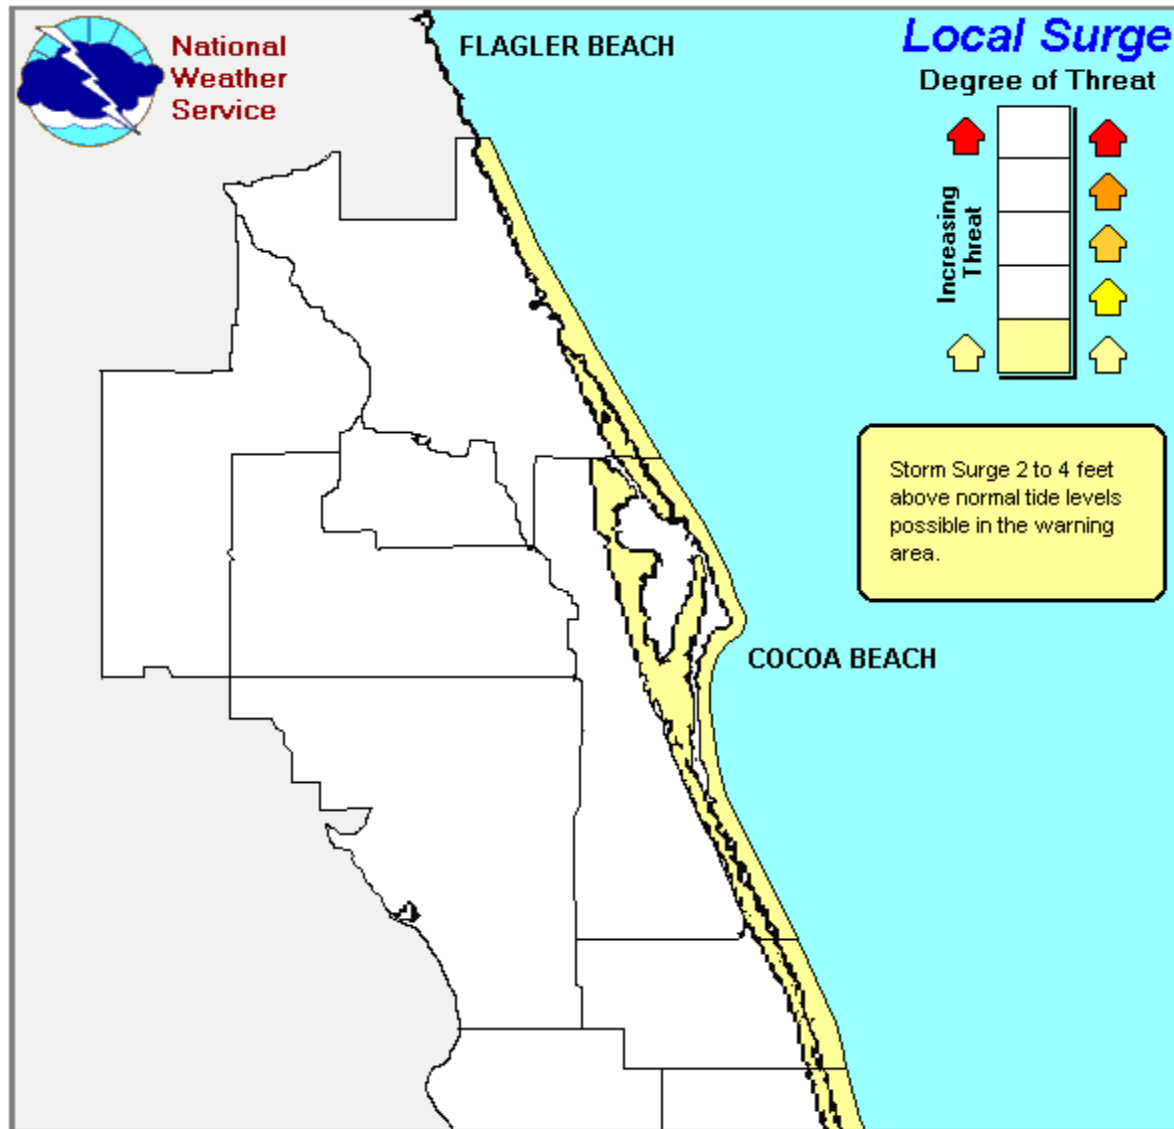 National
Weather
Service
FLAGLER BEACH
Local Surge
Degree of Threat
Increasing
Threat
Storm Surge 2 to 4 feet
above normal tide levels
possible in the warning
area.
COCOA BEACH